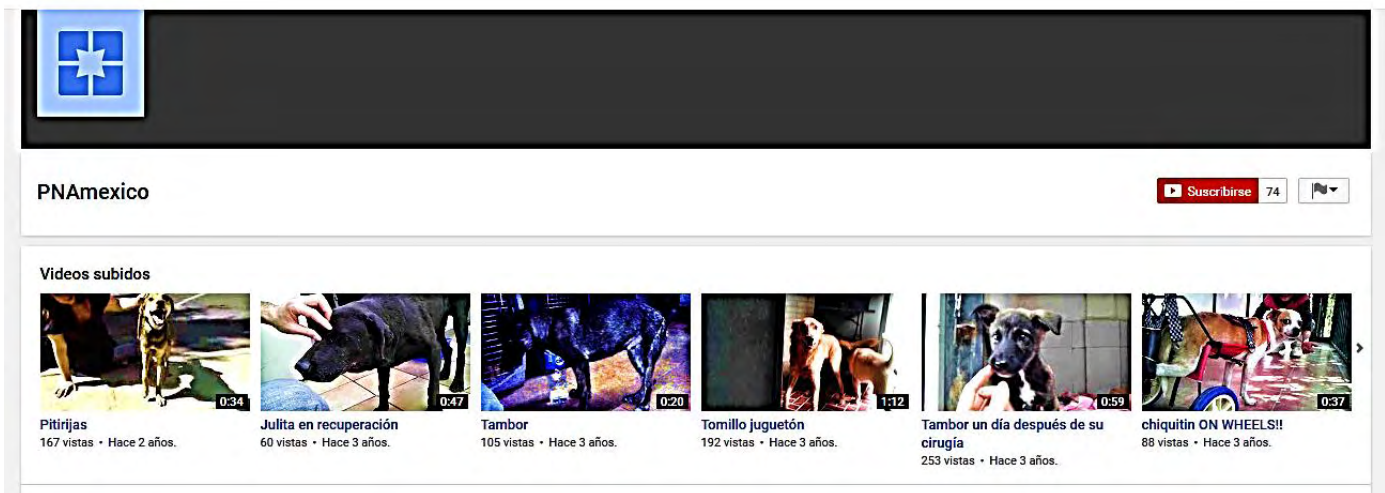 PNAmexico
Suscribirse 74
Videos subidos
0:34
0:47
0:20
1:12
0:59
0:37
Pitirijas
167 vistas • Hace 2 años.
Julita en recuperación
60 vistas • Hace 3 años.
Tambor
105 vistas • Hace 3 años.
Tomillo juguetón
192 vistas • Hace 3 años.
Tambor un día después de su
cirugía
253 vistas • Hace 3 años.
chiquitin ON WHEELS!!
88 vistas • Hace 3 años.